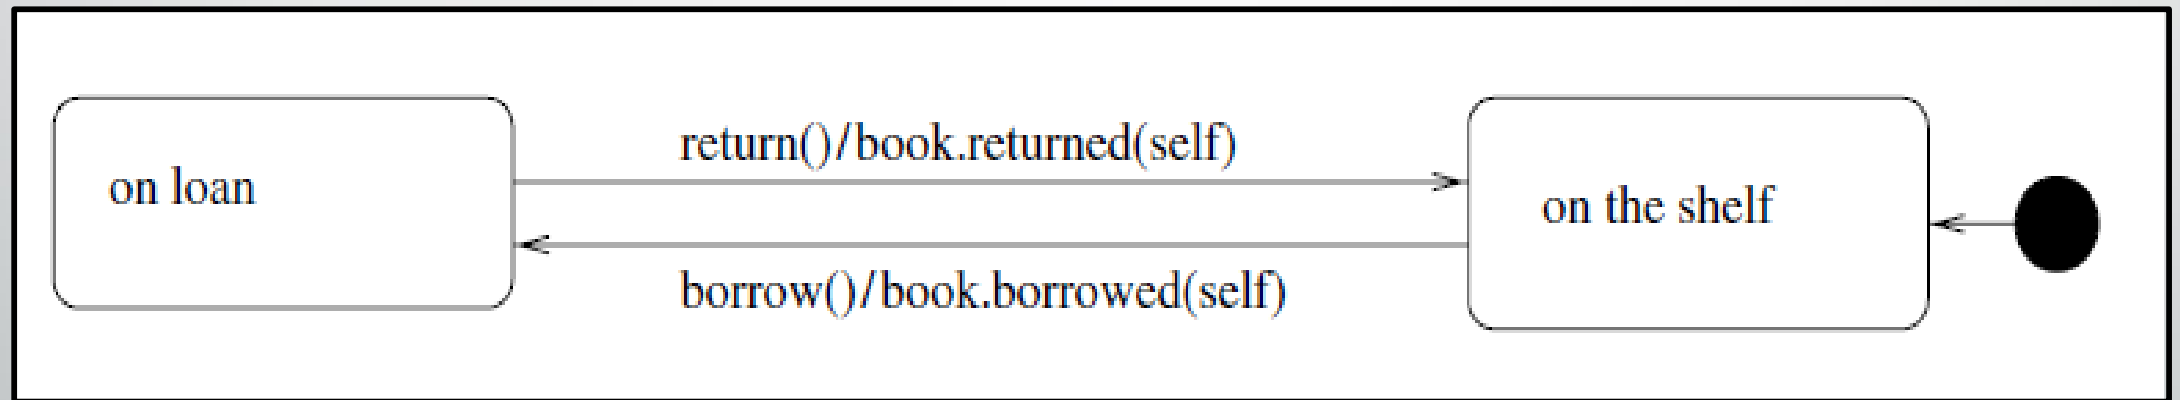 return()/book.returned(self)
on loan
on the shelf
borrow()/book.borrowed(self)